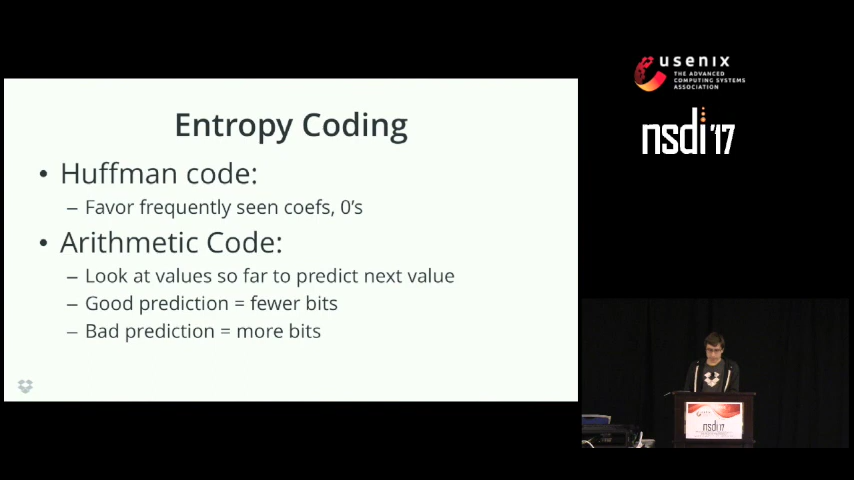 Entropy Coding
• Huffman code:
– Favor frequently seen coefs, 0's
• Arithmetic Code:
– Look at values so far to predict next value
– Good prediction = fewer bits
– Bad prediction = more bits
usenix
THE ADVANCED
COMPUTING SYSTEMS
ASSOCIATION
nsdi '17
usenix
nsdi '17